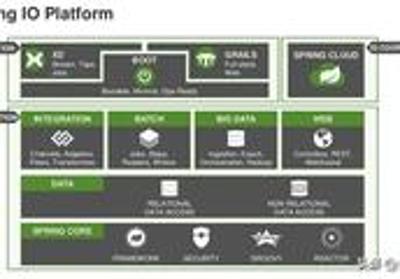 ng IO Platform
XD
GRAILS
SPRING CLOUD
BOOT
Full-stack
Web
Jobs
Bootable, Minimal, Ops-Ready
INTEGRATION
BATCH
BIG DATA
WEB
Channels, Adapters,
Filters, Transformers
Jobs, Steps,
Readers, Writers
Ingestion, Export,
Orchestration, Hadoop
Controllers, REST,
WebSocket
DATA
RELATIONAL
DATA ACCESS
NON-RELATIONAL
DATA ACCESS
SPRING CORE
FRAMEWORK
SECURITY
GROOVY
REACTOR